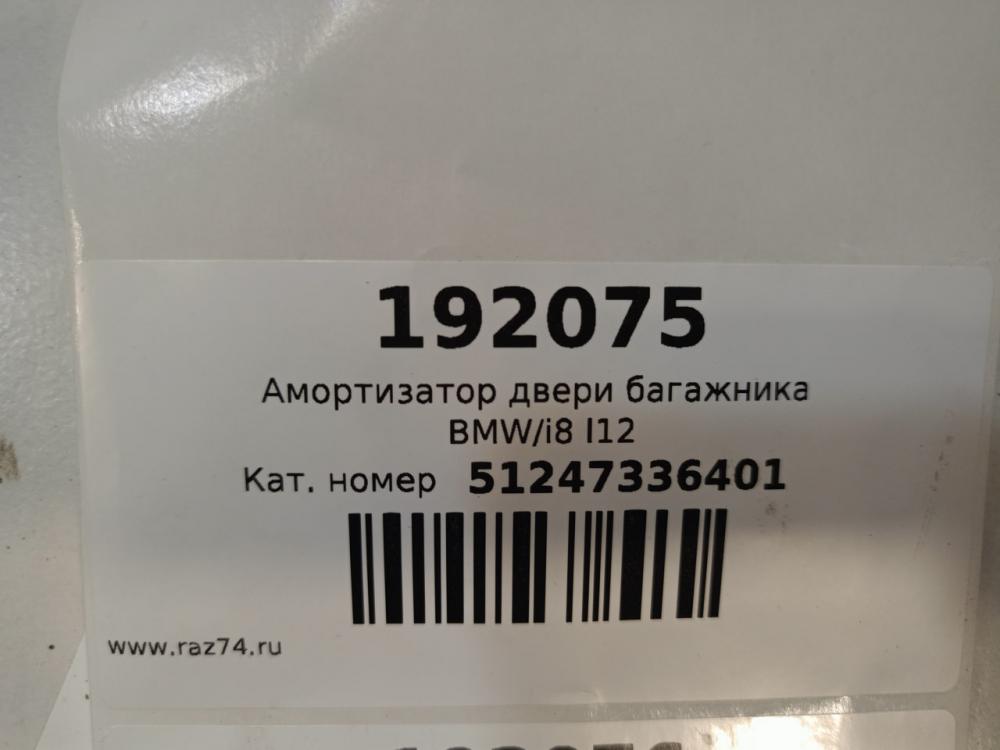 192075
Амортизатор двери багажника
BMW/i8 I12
Кат. номер 51247336401
www.raz74.ru